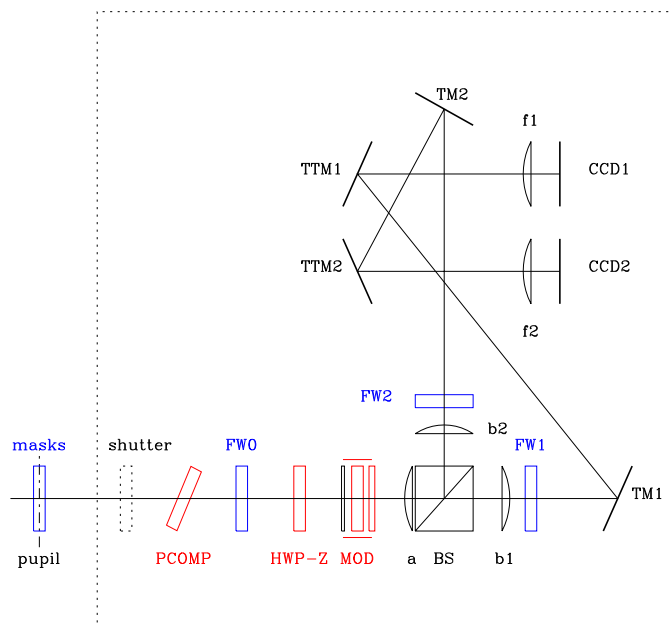 TM2
f1
TTM1
CCD1
TTM2
CCD2
f2
FW2
b2
masks
shutter
FW0
FW1
TM1
pupil
PCOMP
HWP-Z
MOD
a
BS
b1